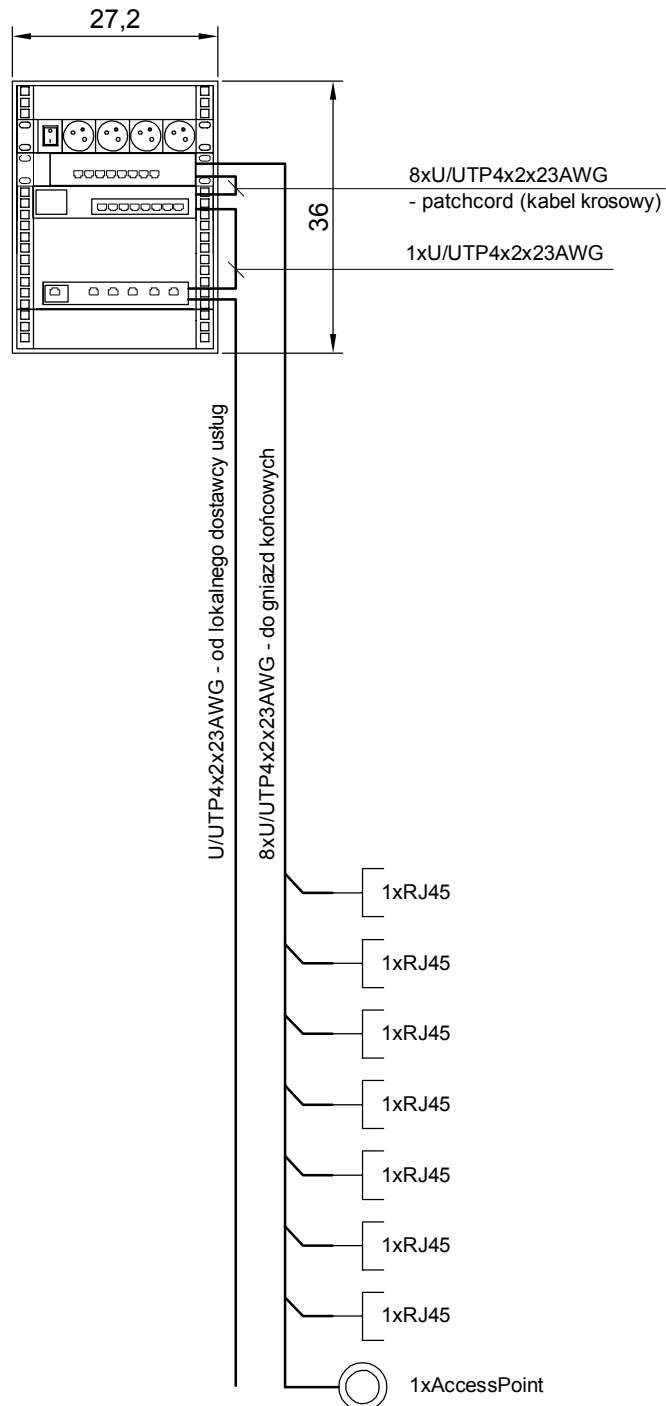 27,2
36
8xU/UTP4x2x23AWG
- patchcord (kabel krosowy)
1xU/UTP4x2x23AWG
U/UTP4x2x23AWG - od lokalnego dostawcy usług
8xU/UTP4x2x23AWG - do gniazd końcowych
1xRJ45
1xRJ45
1xRJ45
1xRJ45
1xRJ45
1xRJ45
1xRJ45
1xAccessPoint